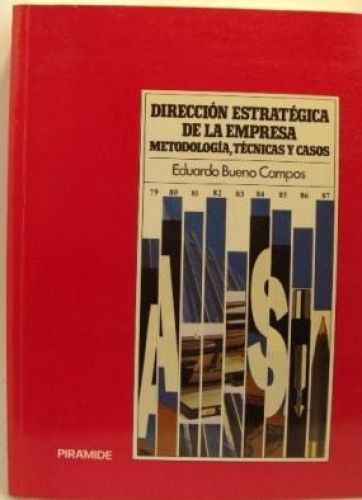 DIRECCIÓN ESTRATÉGICA
DE LA EMPRESA
METODOLOGÍA, TÉCNICAS Y CASOS
Eduardo Bueno Campos
79 80 81 82 83 84 85 86 87
A S
A
PIRÁMIDE